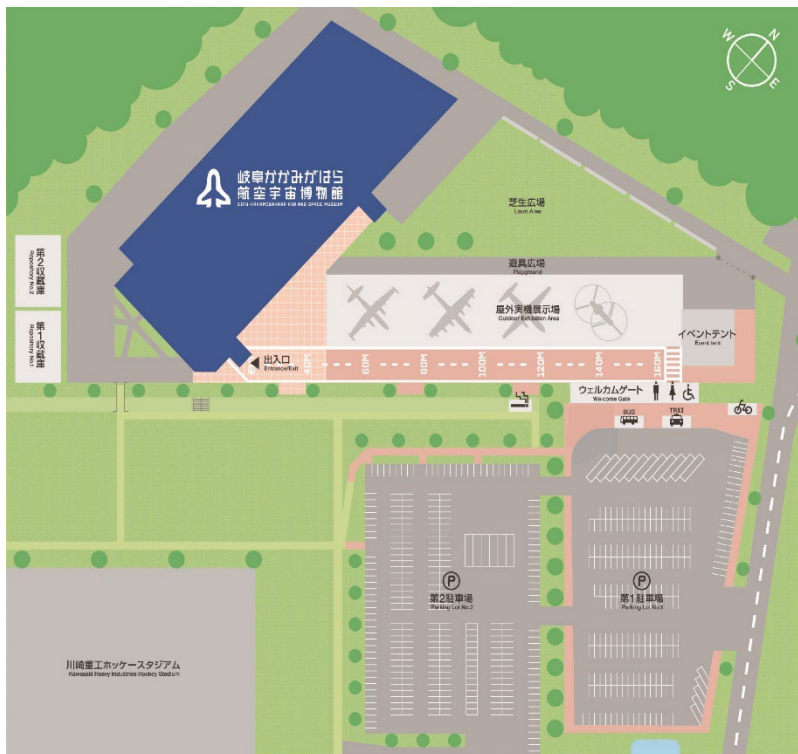 N
W
S
E
岐阜かかみがはら
航空宇宙博物館
GIFU-KAKAMIGAHARA AIR AND SPACE MUSEUM
芝生広場
Lawn Area
遊具広場
Playground
屋外実機展示場
Outdoor Exhibition Area
イベントテント
Event tent
第2収蔵庫
Repository No.2
第1収蔵庫
Repository No.1
出入口
Entrance/Exit
40M
60M
80M
100M
120M
140M
160M
ウェルカムゲート
Welcome Gate
BUS
TAXI
P
第2駐車場
Parking Lot No.2
P
第1駐車場
Parking Lot No.1
川崎重工ホッケースタジアム
Kawasaki Heavy Industries Hockey Stadium